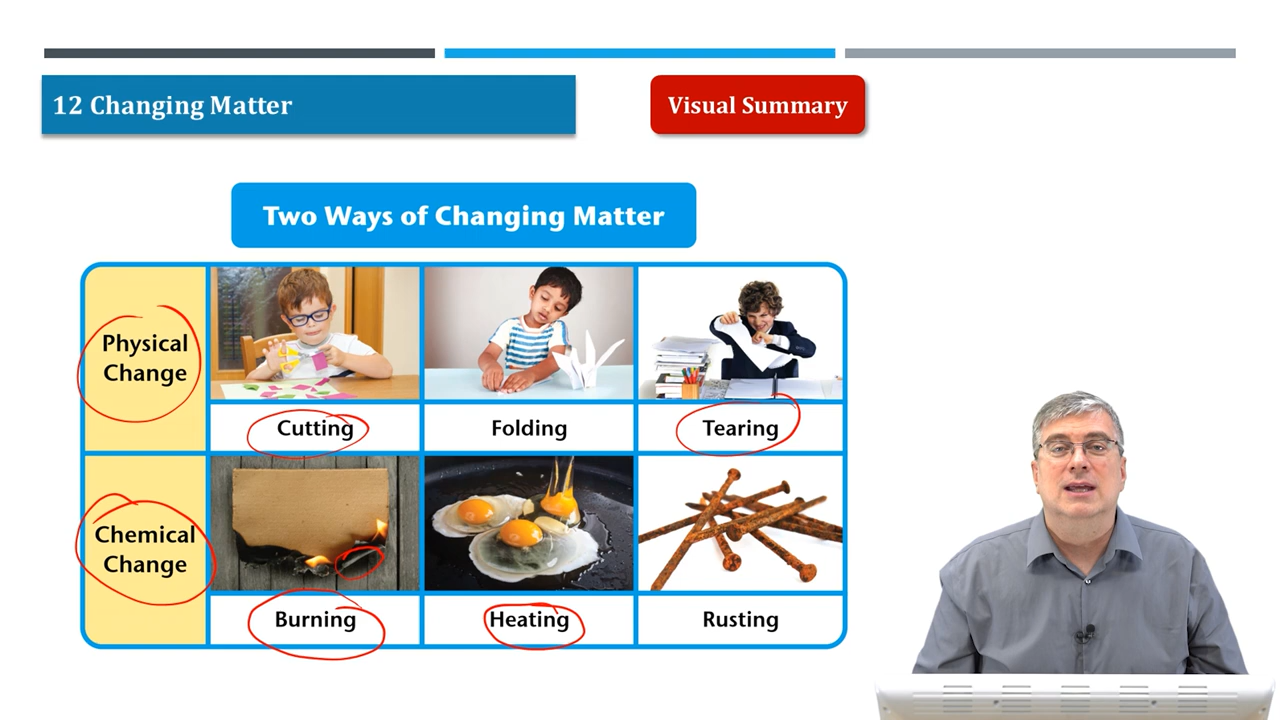 12 Changing Matter
Visual Summary
Two Ways of Changing Matter
Physical
Change
Cutting
Folding
Tearing
Chemical
Change
Burning
Heating
Rusting